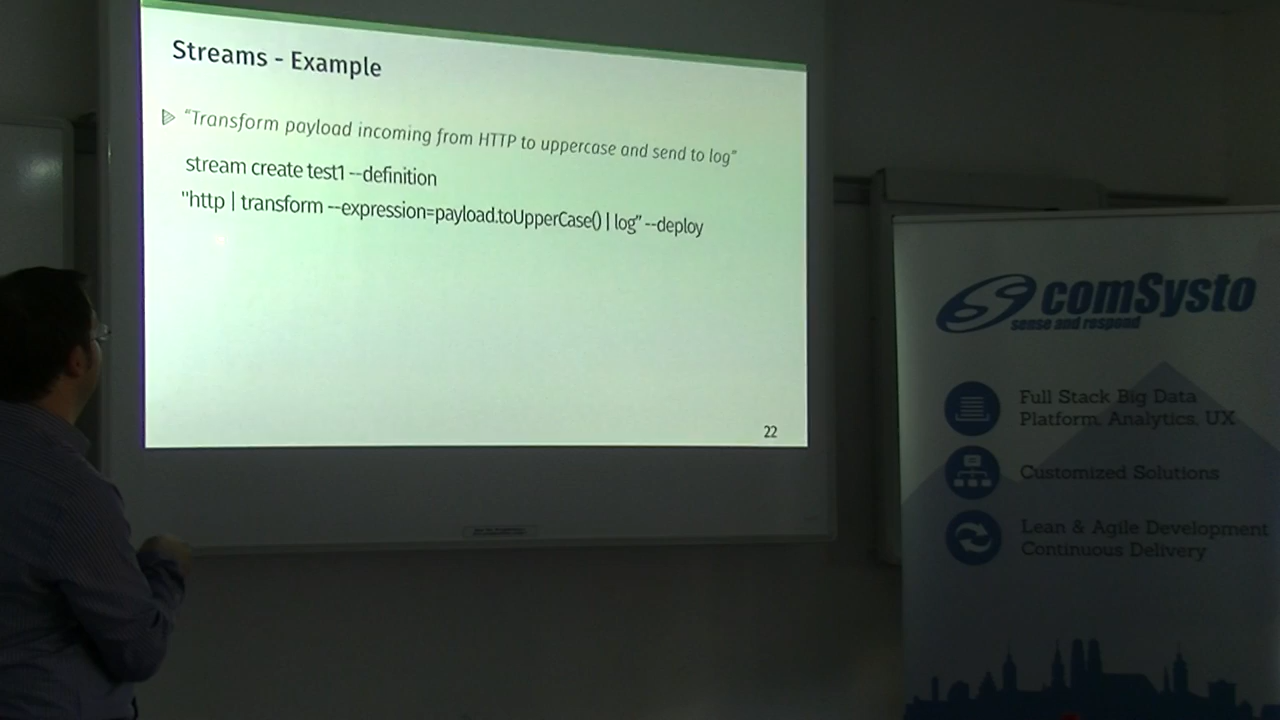 Streams - Example
“Transform payload incoming from HTTP to uppercase and send to log”
stream create test1 --definition
"http | transform --expression=payload.toUpperCase() | log” --deploy
22
comSysto
sense and respond
Full Stack Big Data
Platform, Analytics, UX
Customized Solutions
Lean & Agile Development
Continuous Delivery